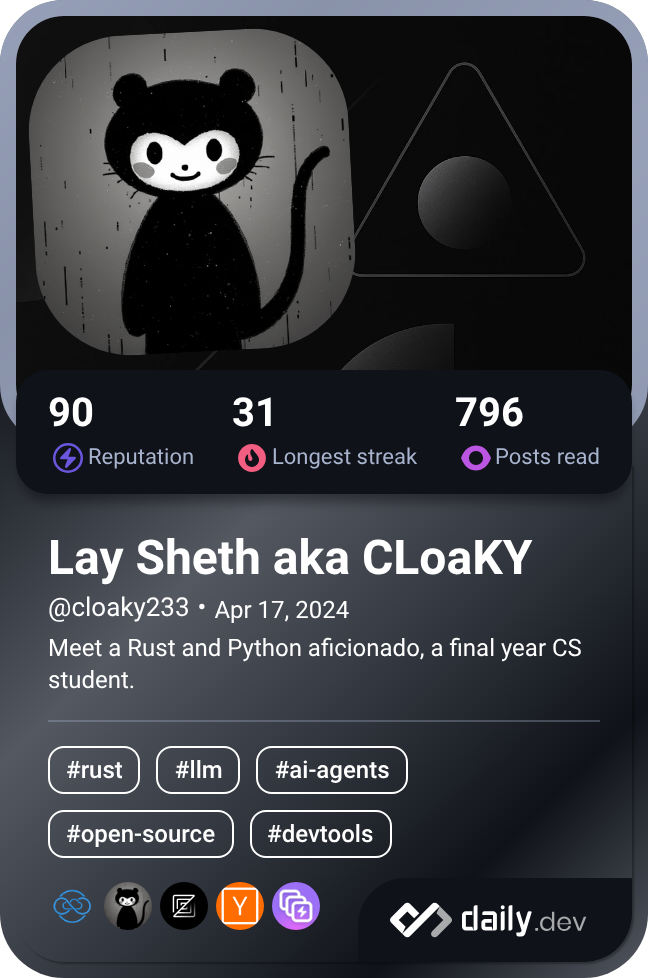 90 31 796
Reputation Longest streak Posts read
Lay Sheth aka CLoaKY
@cloaky233 • Apr 17, 2024
Meet a Rust and Python aficionado, a final year CS
student.
#rust #llm #ai-agents
#open-source #devtools
Y
daily.dev